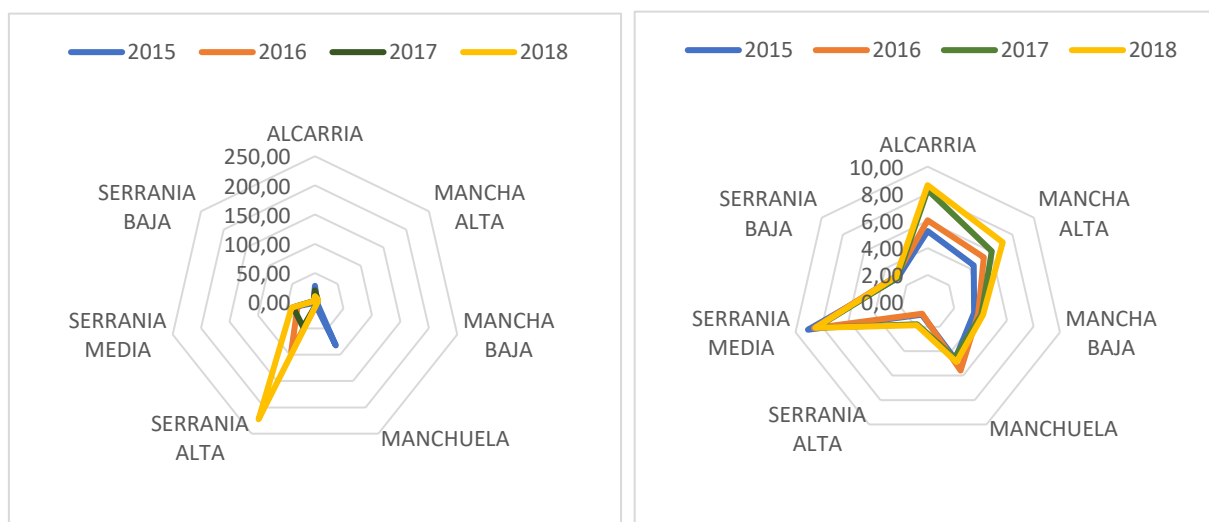 2015 2016 2017 2018
ALCARRIA
250,00
200,00
150,00
100,00
50,00
0,00
MANCHA
ALTA
MANCHA
BAJA
MANCHUELA
SERRANIA
ALTA
SERRANIA
MEDIA
SERRANIA
BAJA
2015 2016 2017 2018
ALCARRIA
10,00
8,00
6,00
4,00
2,00
0,00
MANCHA
ALTA
MANCHA
BAJA
MANCHUELA
SERRANIA
ALTA
SERRANIA
MEDIA
SERRANIA
BAJA